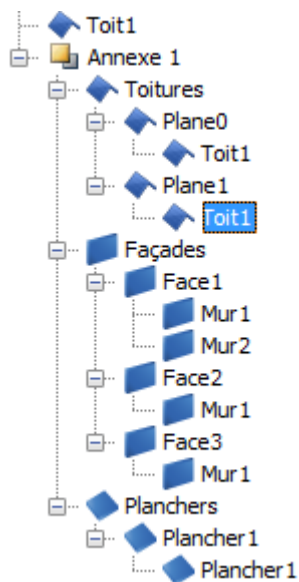 Toit1
Annexe 1
Toitures
Plane0
Toit1
Plane1
Toit1
Façades
Face1
Mur1
Mur2
Face2
Mur1
Face3
Mur1
Planchers
Plancher1
Plancher1